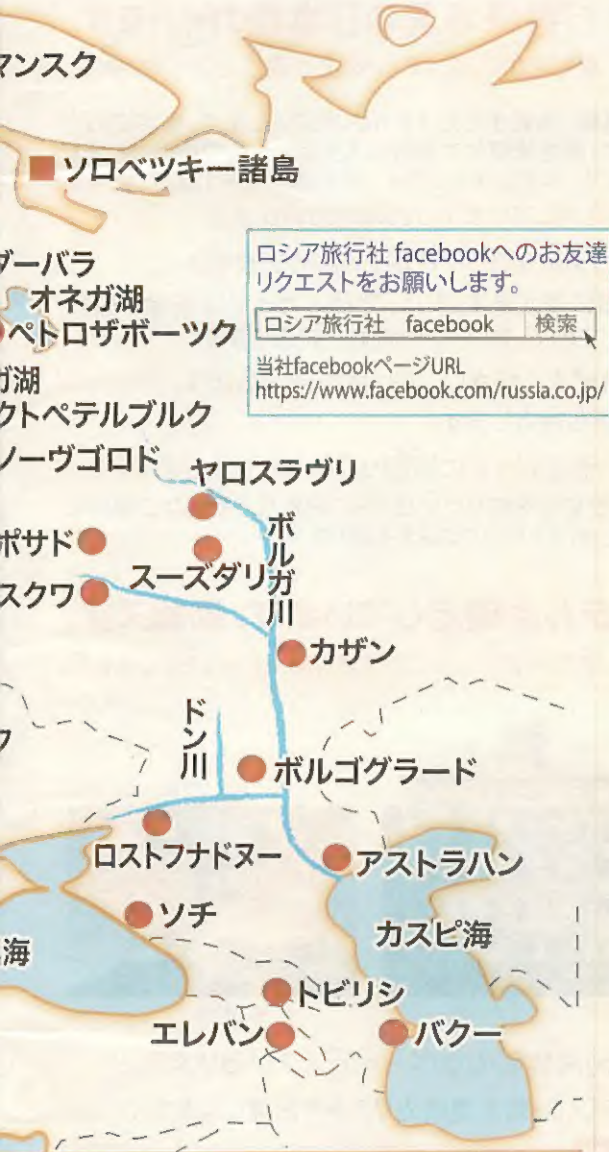 マンスク
ソロベツキー諸島
ダーバラ
オネガ湖
ペトロザボーツク
ロシア旅行社 facebookへのお友達
リクエストをお願いします。
ロシア旅行社 facebook 検索
当社facebookページURL
https://www.facebook.com/russia.co.jp/
ガ湖
クトペテルブルク
ノーヴゴロド
ヤロスラヴリ
ボルガ川
ポサド
スーズダリ
スクワ
カザン
ドン川
ボルゴグラード
ロストフナドヌー
アストラハン
ソチ
カスピ海
海
トビリシ
エレバン
バクー